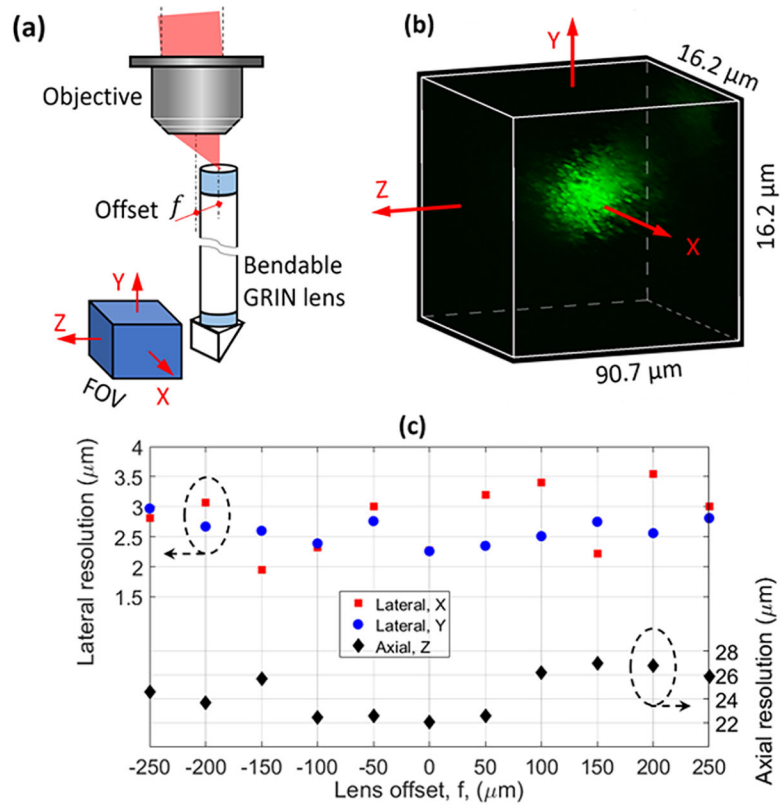 (a)
Objective
Offset f
Bendable
GRIN lens
Y
Z
X
FOV
(b)
Y
16.2 μm
Z
X
16.2 μm
90.7 μm
(c)
Lateral resolution (μm)
4
3.5
3
2.5
2
1.5
Lateral, X
Lateral, Y
Axial, Z
28
26
24
22
Axial resolution (μm)
-250 -200 -150 -100 -50 0 50 100 150 200 250
Lens offset, f, (μm)